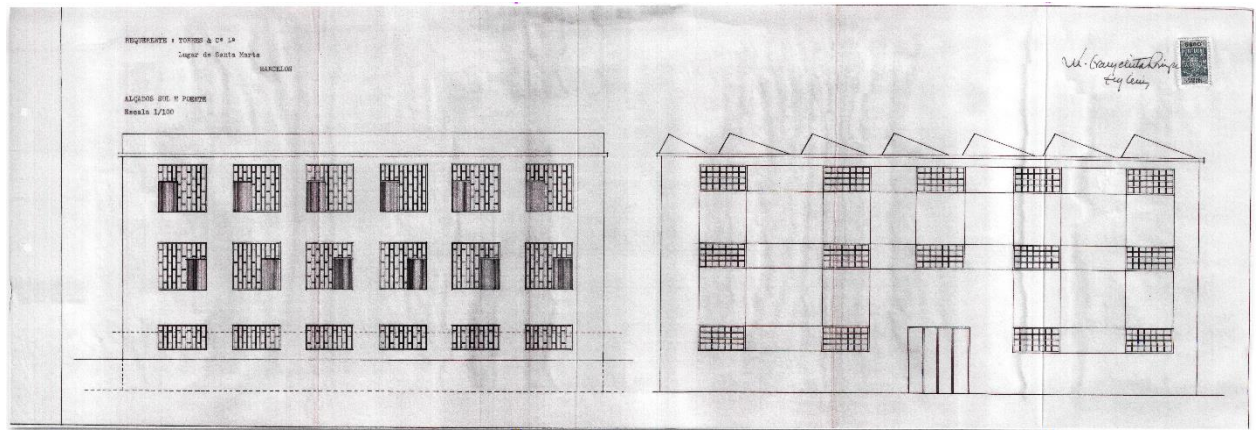 REQUERENTE : TORRES & Cª Lª
Lugar de Santa Marta
BARCELOS
ALÇADOS SUL E POENTE
Escala 1/100